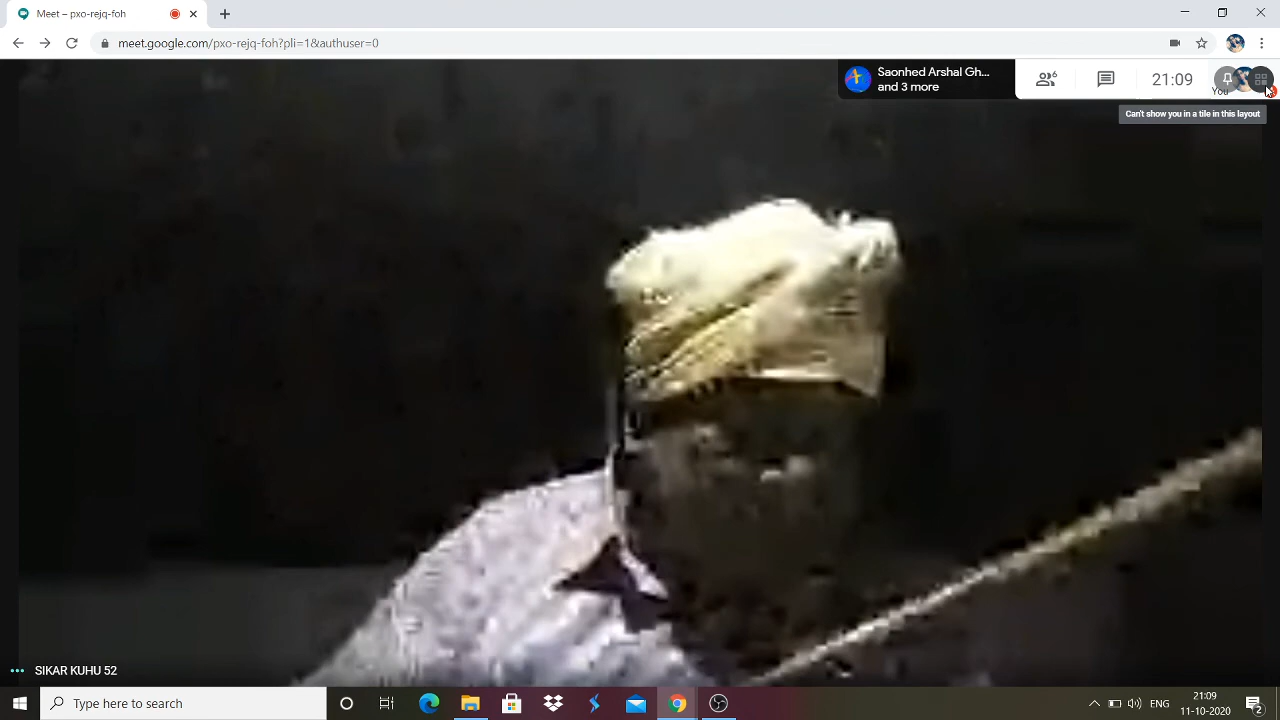 Meet – pxo-rejq-foh
meet.google.com/pxo-rejq-foh?pli=1&authuser=0
Saonhed Arshal Gh...
and 3 more
6
21:09
You
Can't show you in a tile in this layout
SIKAR KUHU 52
Type here to search
ENG
21:09
11-10-2020
2